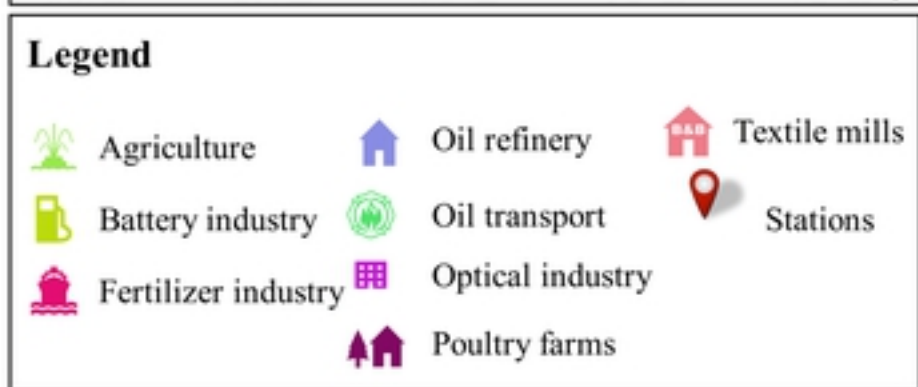 Legend
Agriculture
Battery industry
Fertilizer industry
Oil refinery
Oil transport
Optical industry
Poultry farms
B&B
Textile mills
Stations